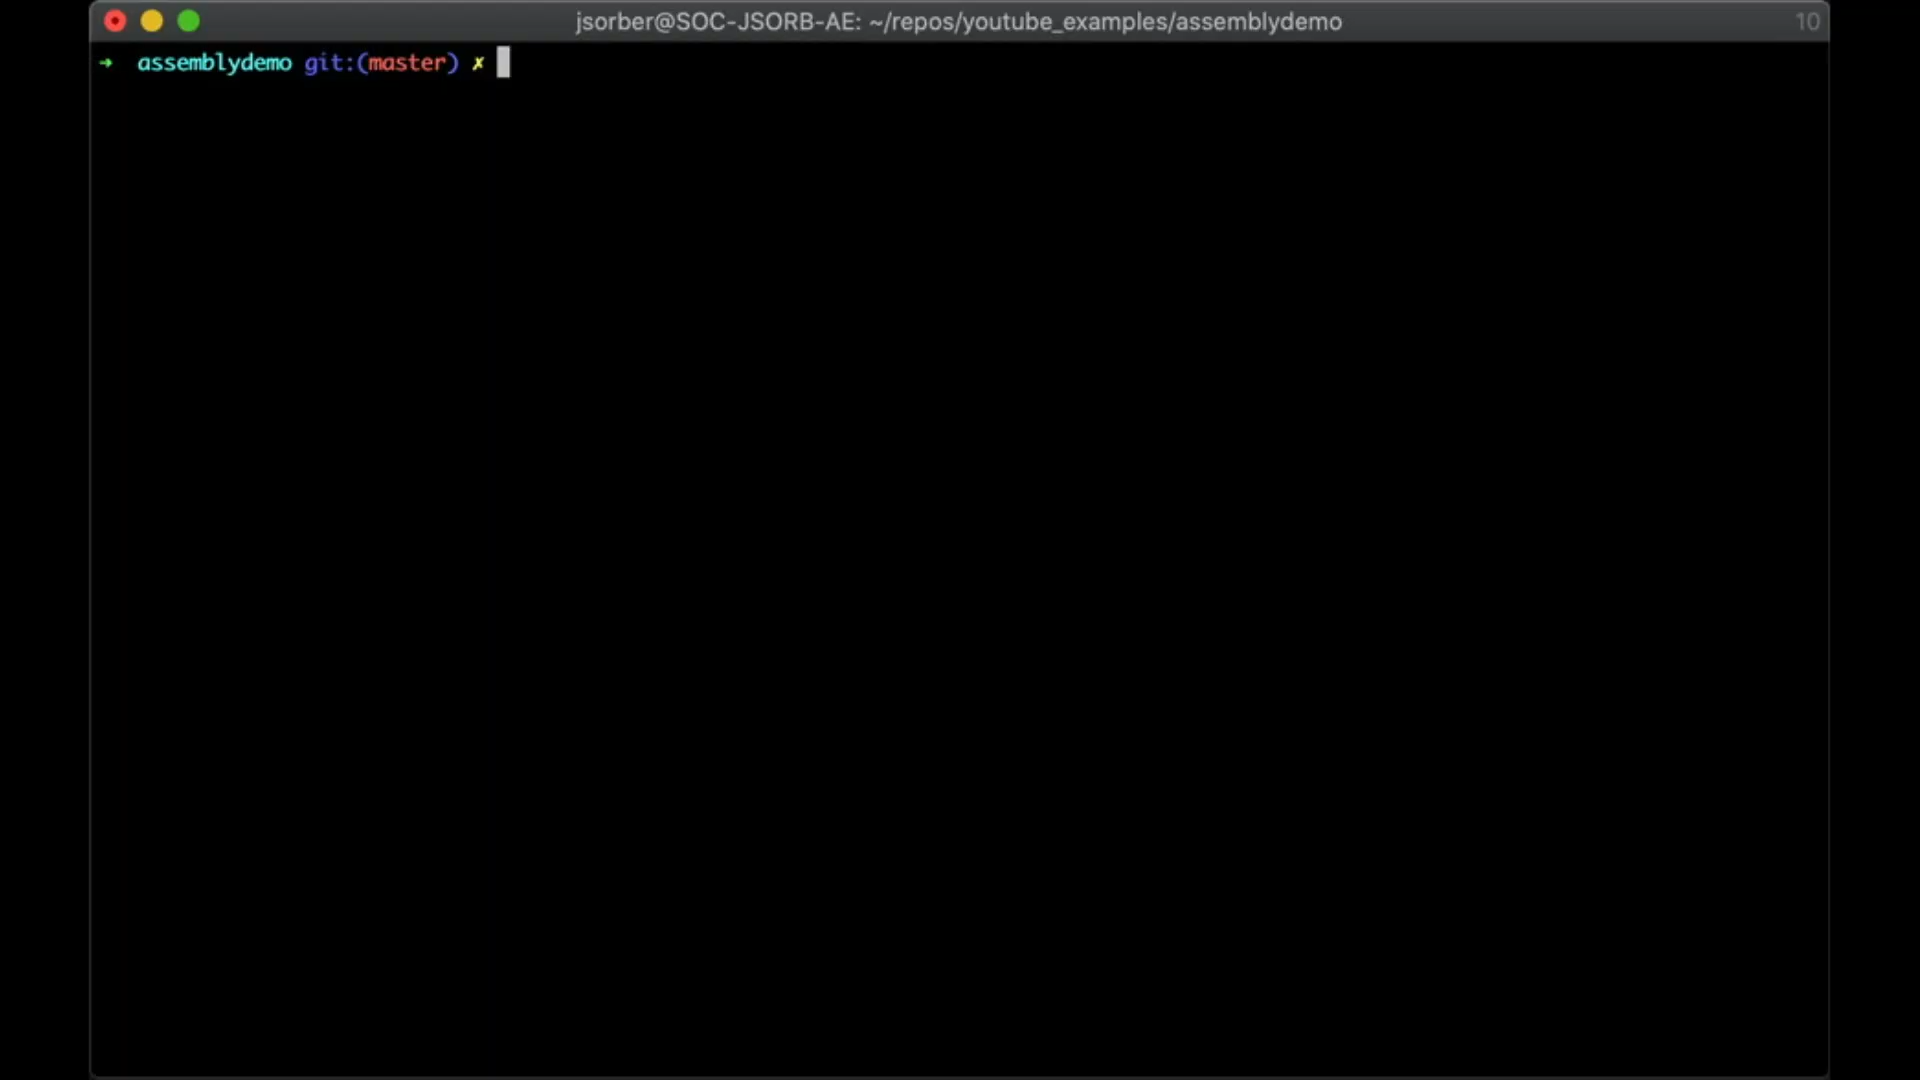 jsorber@SOC-JSORB-AE: ~/repos/youtube_examples/assemblydemo 10
➜ assemblydemo git:(master) ✗